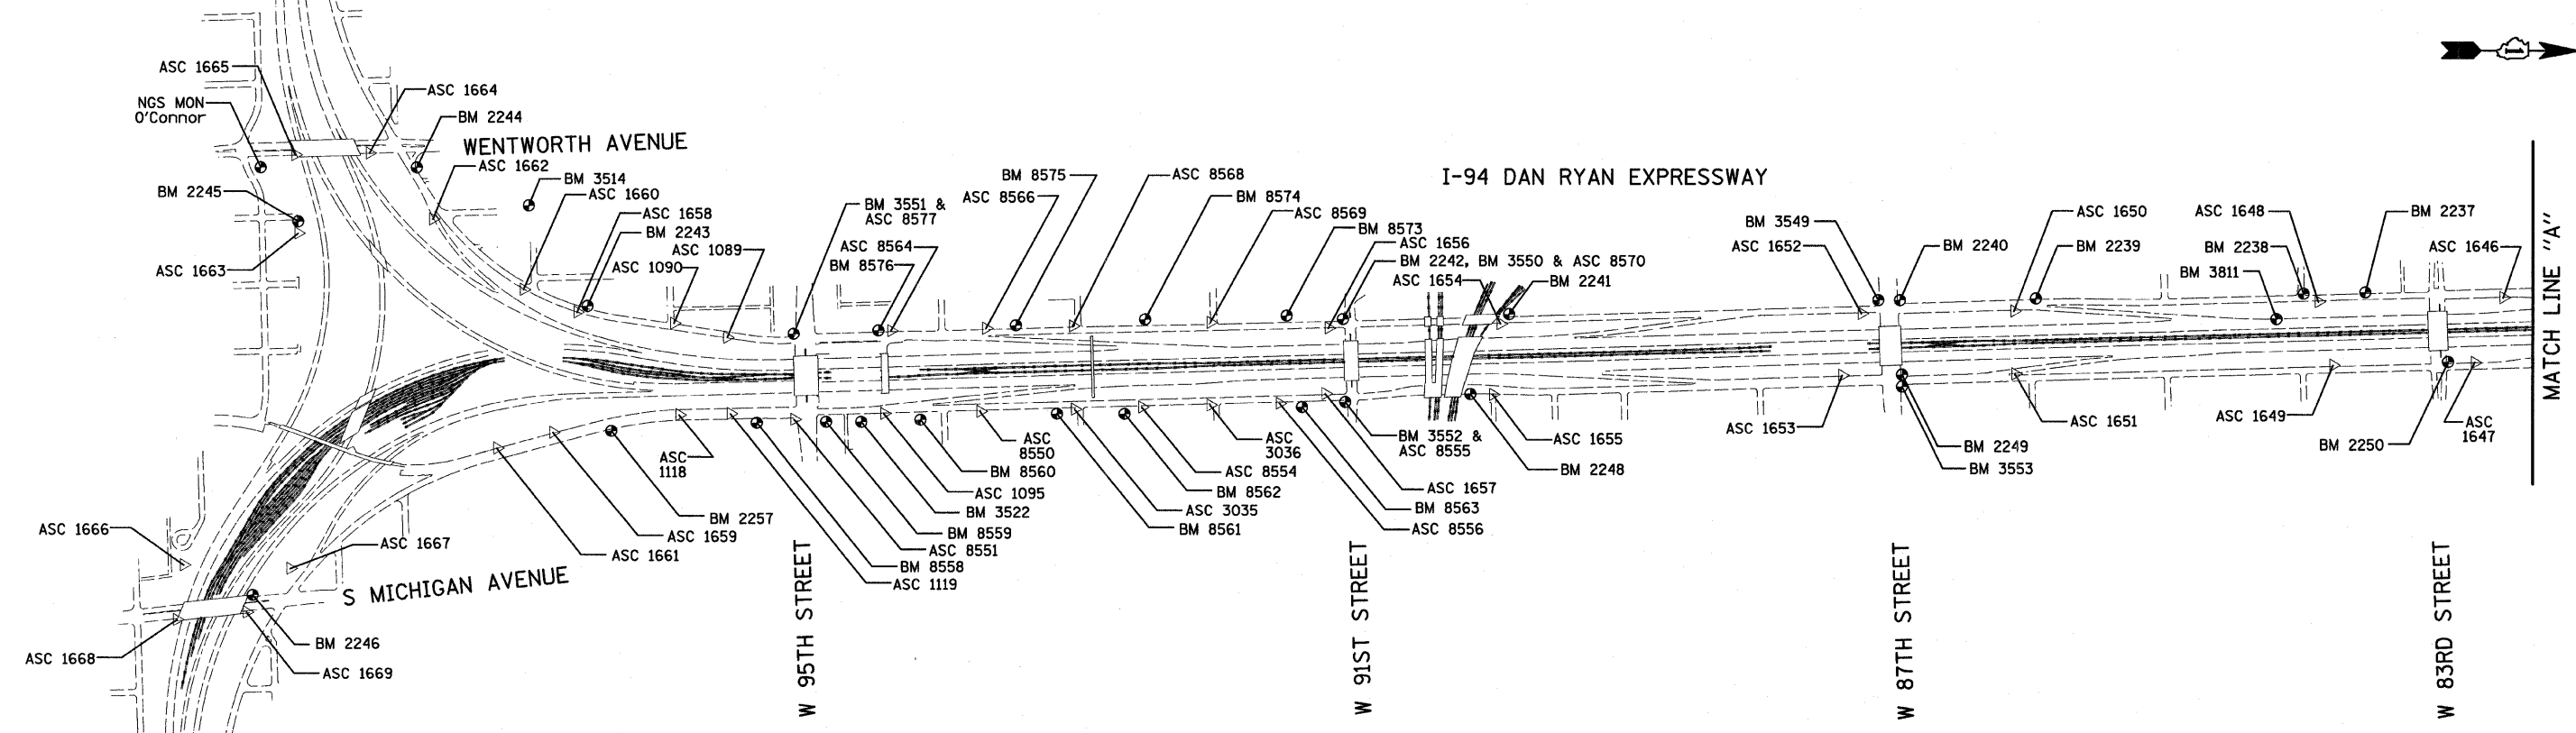 ASC 1665
NGS MON
O'Connor
ASC 1664
BM 2244
WENTWORTH AVENUE
ASC 1662
BM 2245
BM 3514
ASC 1660
ASC 1658
BM 2243
ASC 1089
ASC 1090
ASC 1663
BM 3551 &
ASC 8577
ASC 8564
BM 8576
BM 8575
ASC 8566
ASC 8568
BM 8574
ASC 8569
BM 8573
ASC 1656
BM 2242, BM 3550 & ASC 8570
ASC 1654
BM 2241
I-94 DAN RYAN EXPRESSWAY
BM 3549
ASC 1652
BM 2240
ASC 1650
BM 2239
ASC 1648
BM 2238
BM 3811
BM 2237
ASC 1646
MATCH LINE "A"
ASC 1666
ASC 1667
S MICHIGAN AVENUE
ASC 1668
BM 2246
ASC 1669
ASC 1661
ASC 1659
BM 2257
ASC
1118
W 95TH STREET
ASC 1119
BM 8558
ASC 8551
BM 8559
BM 3522
ASC 1095
BM 8560
ASC
8550
BM 8561
ASC 3035
BM 8562
ASC 8554
ASC
3036
W 91ST STREET
ASC 8556
BM 8563
ASC 1657
BM 3552 &
ASC 8555
BM 2248
ASC 1655
ASC 1653
BM 2249
BM 3553
W 87TH STREET
ASC 1651
ASC 1649
BM 2250
ASC
1647
W 83RD STREET